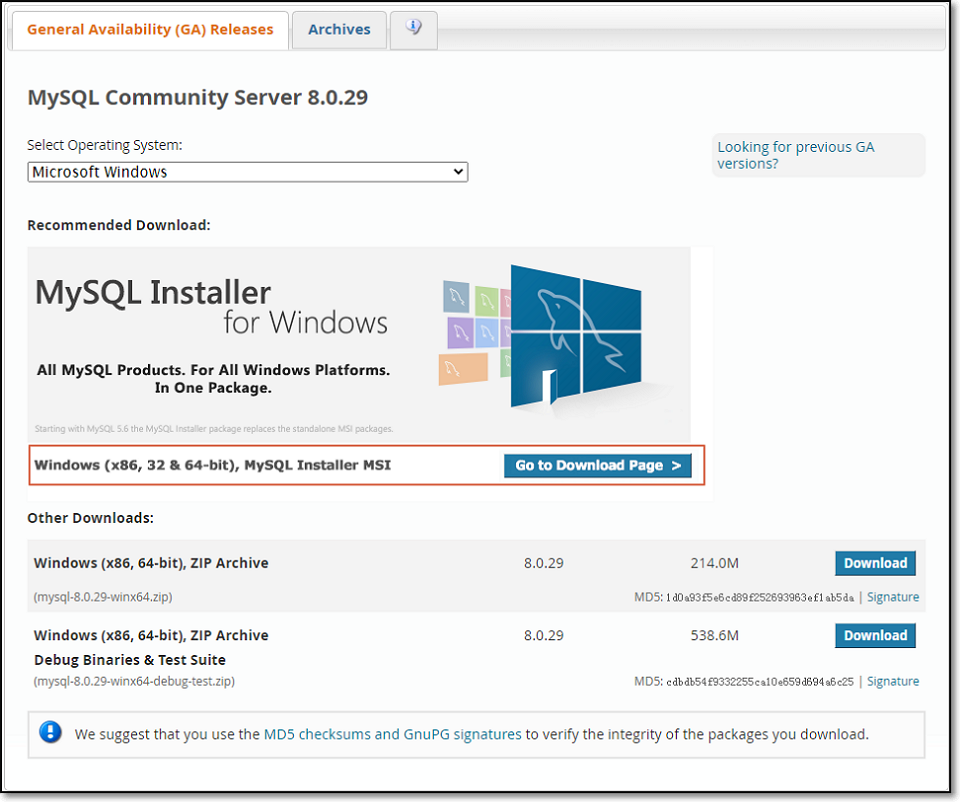 General Availability (GA) Releases
Archives
MySQL Community Server 8.0.29
Select Operating System:
Microsoft Windows
Looking for previous GA
versions?
Recommended Download:
MySQL Installer
for Windows
All MySQL Products. For All Windows Platforms.
In One Package.
Starting with MySQL 5.6 the MySQL Installer package replaces the standalone MSI packages.
Windows (x86, 32 & 64-bit), MySQL Installer MSI
Go to Download Page >
Other Downloads:
Windows (x86, 64-bit), ZIP Archive 8.0.29 214.0M Download
(mysql-8.0.29-winx64.zip) MD5: 1d0a93f5e6cd89f252693963ef1ab5da | Signature
Windows (x86, 64-bit), ZIP Archive 8.0.29 538.6M Download
Debug Binaries & Test Suite
(mysql-8.0.29-winx64-debug-test.zip) MD5: cdbdb54f9332255ca10e659d694a6c25 | Signature
We suggest that you use the MD5 checksums and GnuPG signatures to verify the integrity of the packages you download.